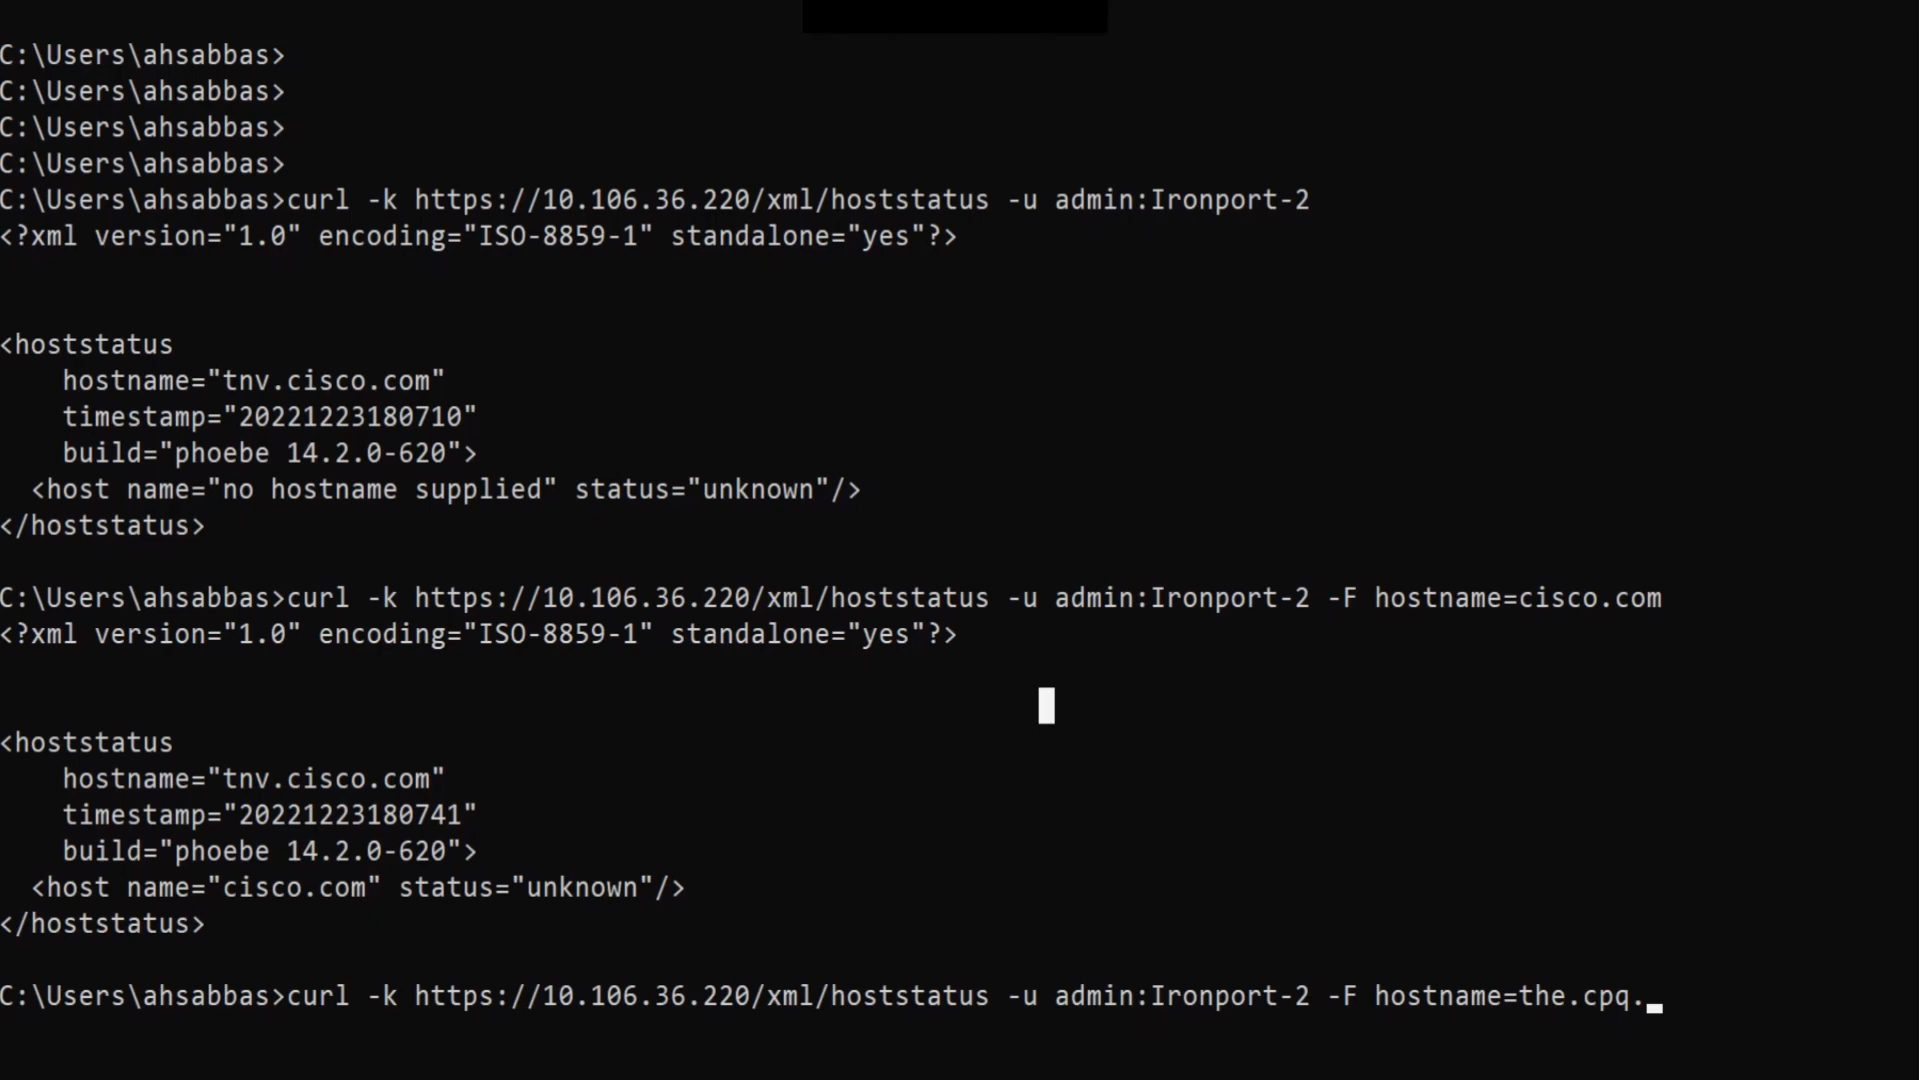 C:\Users\ahsabbas>
C:\Users\ahsabbas>
C:\Users\ahsabbas>
C:\Users\ahsabbas>
C:\Users\ahsabbas>curl -k https://10.106.36.220/xml/hoststatus -u admin:Ironport-2
<?xml version="1.0" encoding="ISO-8859-1" standalone="yes"?>
<hoststatus
    hostname="tnv.cisco.com"
    timestamp="20221223180710"
    build="phoebe 14.2.0-620">
  <host name="no hostname supplied" status="unknown"/>
</hoststatus>
C:\Users\ahsabbas>curl -k https://10.106.36.220/xml/hoststatus -u admin:Ironport-2 -F hostname=cisco.com
<?xml version="1.0" encoding="ISO-8859-1" standalone="yes"?>
<hoststatus
    hostname="tnv.cisco.com"
    timestamp="20221223180741"
    build="phoebe 14.2.0-620">
  <host name="cisco.com" status="unknown"/>
</hoststatus>
C:\Users\ahsabbas>curl -k https://10.106.36.220/xml/hoststatus -u admin:Ironport-2 -F hostname=the.cpq.